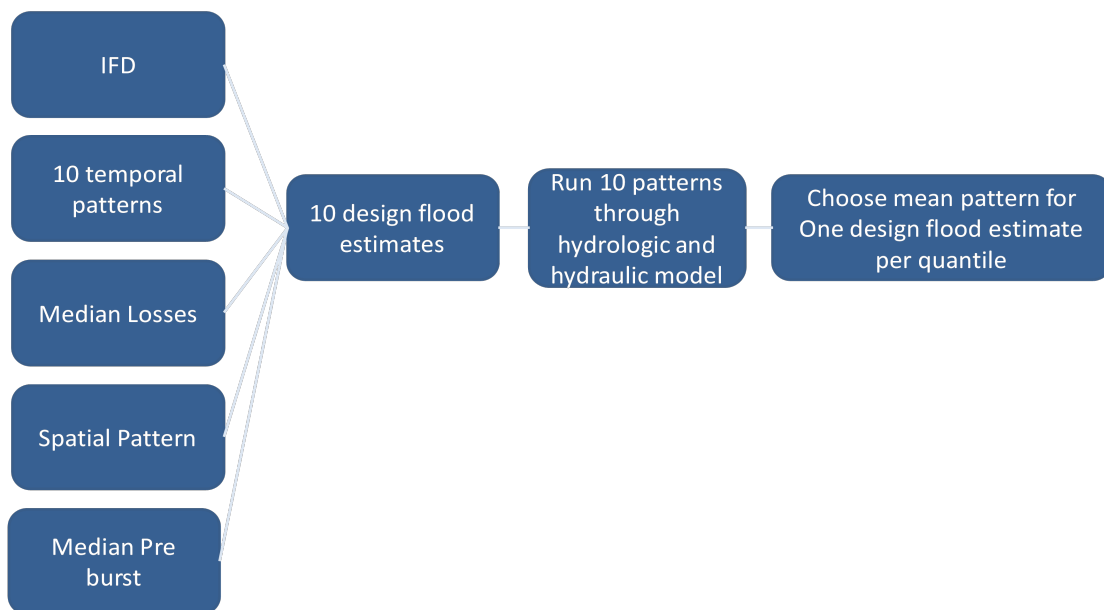 IFD
10 temporal
patterns
Median Losses
Spatial Pattern
Median Pre
burst
10 design flood
estimates
Run 10 patterns
through
hydrologic and
hydraulic model
Choose mean pattern for
One design flood estimate
per quantile